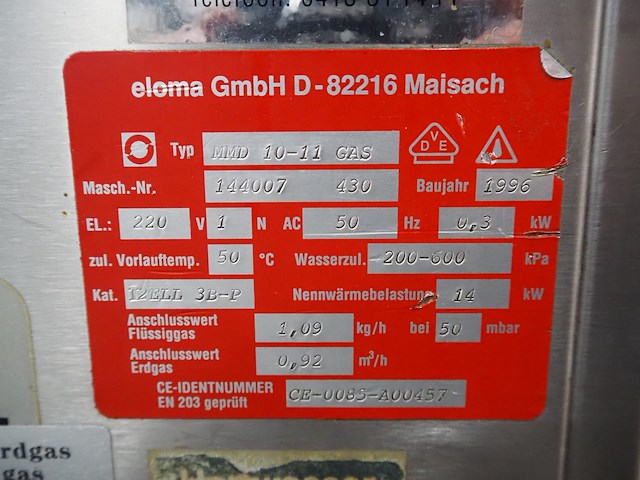 eloma GmbH D-82216 Maisach
Typ MMD 10-11 GAS
DVE
Masch.-Nr. 144007 430 Baujahr 1996
EL.: 220 V 1 N AC 50 Hz 0,3 kW
zul. Vorlauftemp. 50 °C Wasserzul. 200-600 kPa
Kat. I2ELL 3B-P Nennwärmebelastung 14 kW
Anschlusswert Flüssiggas 1,09 kg/h bei 50 mbar
Anschlusswert Erdgas 0,92 m³/h
CE-IDENTNUMMER
EN 203 geprüft CE-0085-A00457
rdgas
gas